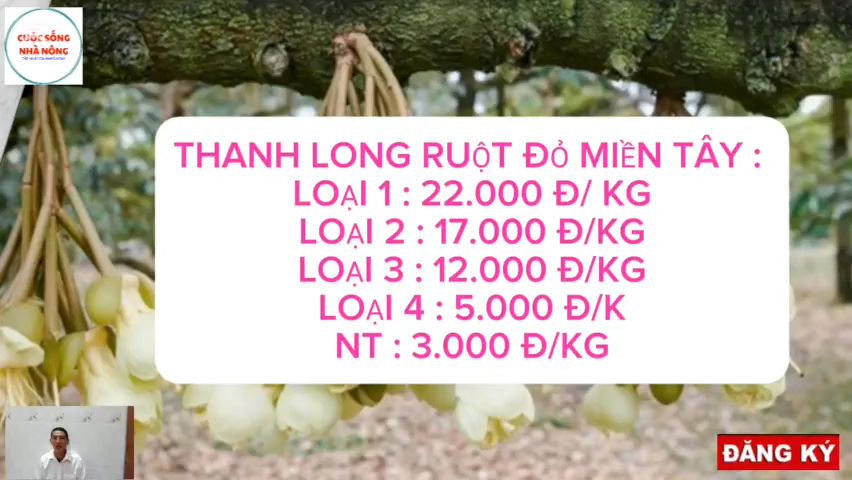 CUỘC SỐNG
NHÀ NÔNG
THANH LONG RUỘT ĐỎ MIỀN TÂY :
LOẠI 1 : 22.000 Đ/ KG
LOẠI 2 : 17.000 Đ/KG
LOẠI 3 : 12.000 Đ/KG
LOẠI 4 : 5.000 Đ/K
NT : 3.000 Đ/KG
ĐĂNG KÝ